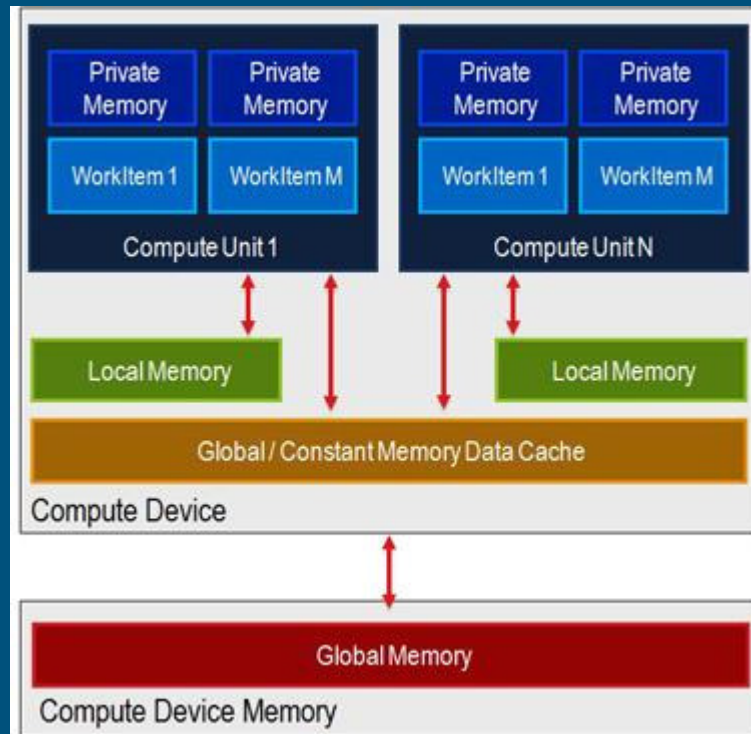 Private Memory
Private Memory
Private Memory
Private Memory
WorkItem 1
WorkItem M
WorkItem 1
WorkItem M
Compute Unit 1
Compute Unit N
Local Memory
Local Memory
Global / Constant Memory Data Cache
Compute Device
Global Memory
Compute Device Memory